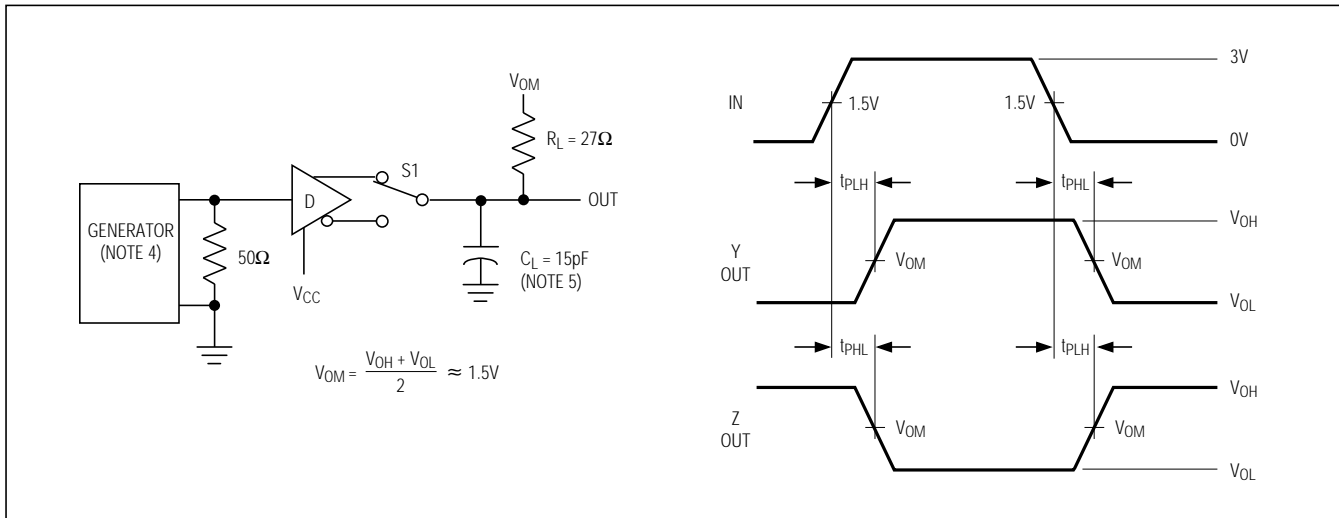 V_OM
R_L = 27Ω
S1
D
OUT
GENERATOR
(NOTE 4)
50Ω
V_CC
C_L = 15pF
(NOTE 5)
V_OM = V_OH + V_OL / 2 ≈ 1.5V
IN
1.5V
1.5V
3V
0V
t_PLH
t_PHL
Y
OUT
V_OM
V_OM
V_OH
V_OL
t_PHL
t_PLH
Z
OUT
V_OM
V_OM
V_OH
V_OL